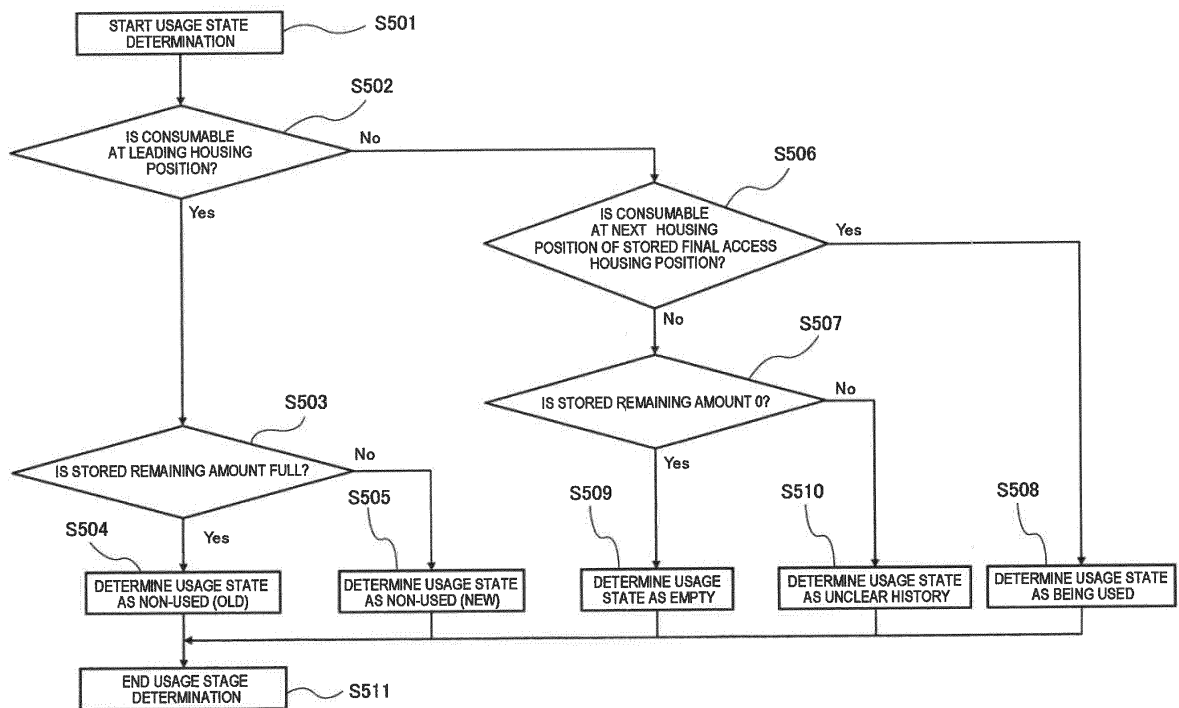 START USAGE STATE
DETERMINATION
S501
S502
IS CONSUMABLE
AT LEADING HOUSING
POSITION?
No
Yes
S506
IS CONSUMABLE
AT NEXT HOUSING
POSITION OF STORED FINAL ACCESS
HOUSING POSITION?
Yes
No
S507
IS STORED REMAINING AMOUNT 0?
No
Yes
S503
IS STORED REMAINING AMOUNT FULL?
No
Yes
S504
DETERMINE USAGE STATE
AS NON-USED (OLD)
S505
DETERMINE USAGE STATE
AS NON-USED (NEW)
S509
DETERMINE USAGE
STATE AS EMPTY
S510
DETERMINE USAGE STATE
AS UNCLEAR HISTORY
S508
DETERMINE USAGE STATE
AS BEING USED
END USAGE STAGE
DETERMINATION
S511